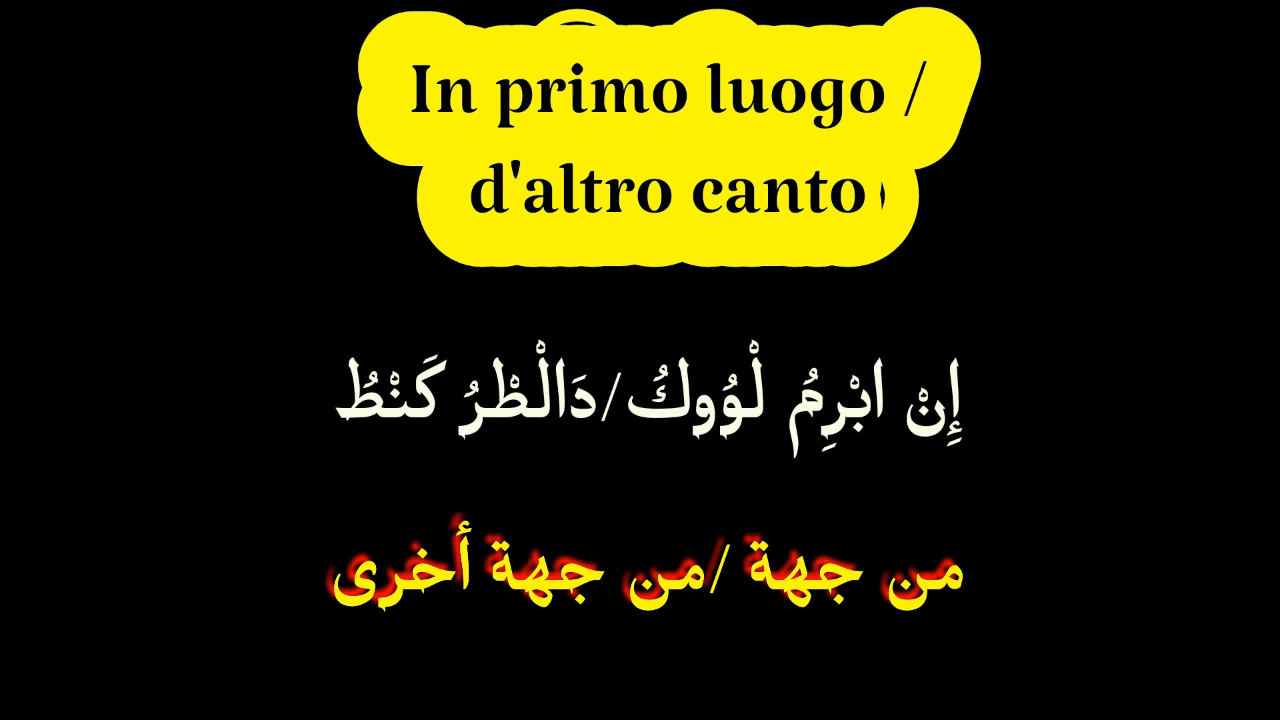 In primo luogo /
d'altro canto
إِنْ ابْرِمُ لْوُوكُ/دَالْطْرُ كَنْطُ
من جهة /من جهة أخرى